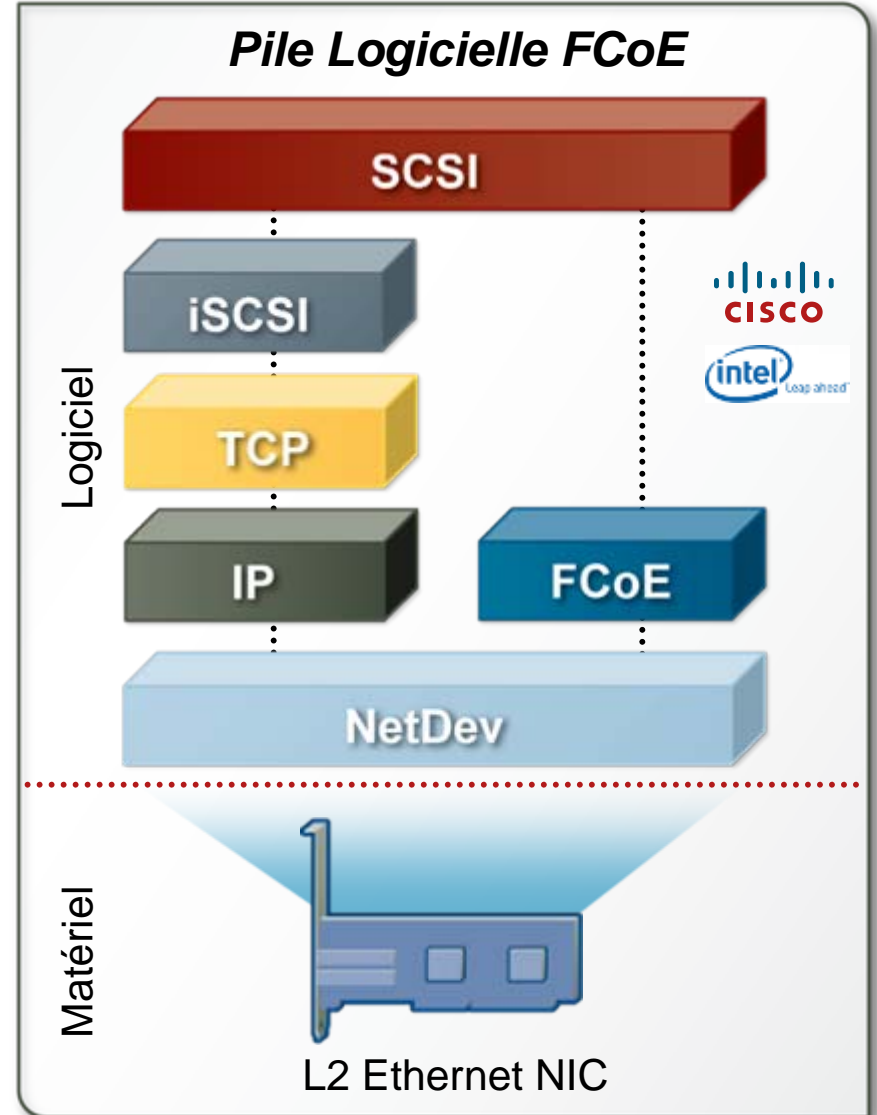 Pile Logicielle FCoE
SCSI
iSCSI
CISCO
intel
Leap ahead
Logiciel
TCP
IP
FCoE
NetDev
Matériel
L2 Ethernet NIC